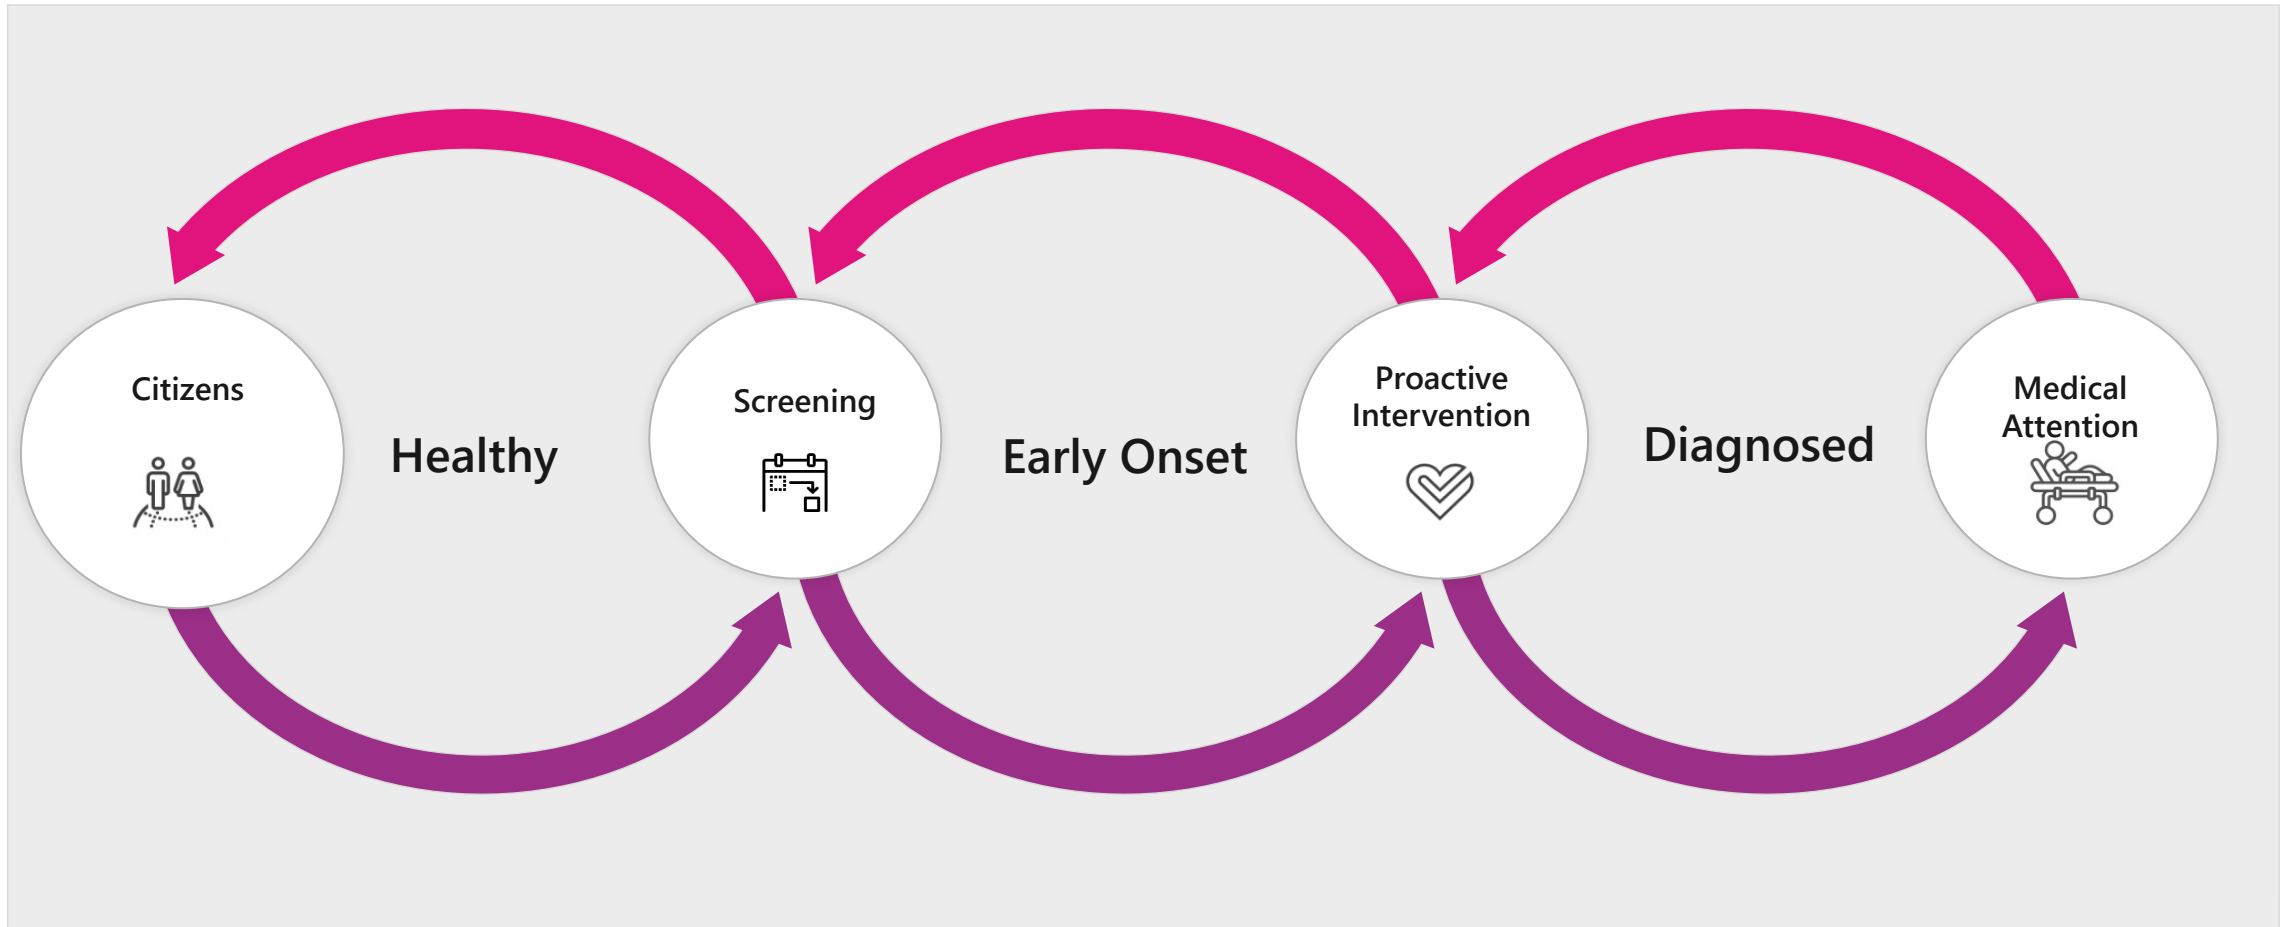 Citizens
Healthy
Screening
Early Onset
Proactive
Intervention
Diagnosed
Medical
Attention